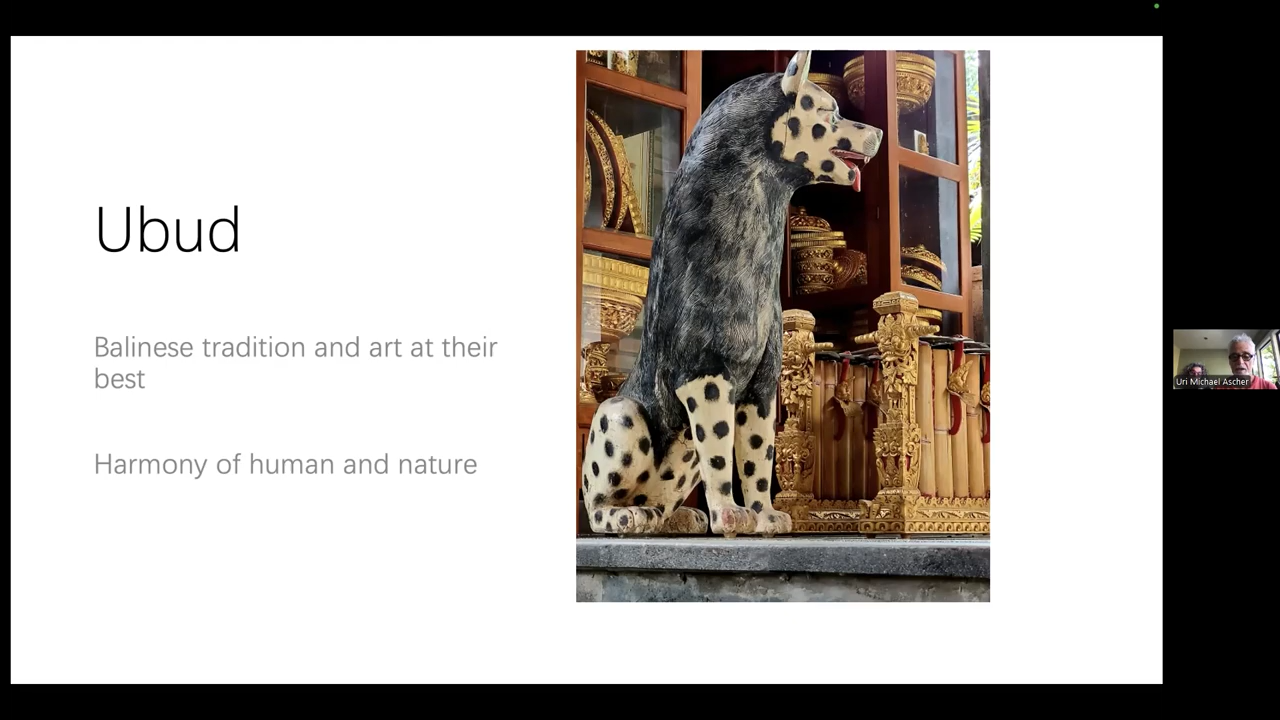 Ubud
Balinese tradition and art at their
best
Harmony of human and nature
Uri Michael Ascher